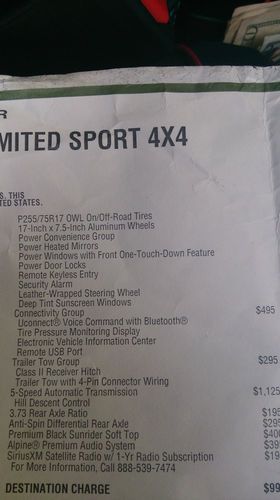 R
MITED SPORT 4X4
S. THIS
TED STATES.
P255/75R17 OWL On/Off-Road Tires
17-Inch x 7.5-Inch Aluminum Wheels
Power Convenience Group
Power Heated Mirrors
Power Windows with Front One-Touch-Down Feature
Power Door Locks
Remote Keyless Entry
Security Alarm
Leather-Wrapped Steering Wheel
Deep Tint Sunscreen Windows
Connectivity Group $495
Uconnect® Voice Command with Bluetooth®
Tire Pressure Monitoring Display
Electronic Vehicle Information Center
Remote USB Port
Trailer Tow Group $295
Class II Receiver Hitch
Trailer Tow with 4-Pin Connector Wiring
5-Speed Automatic Transmission $1,125
Hill Descent Control
3.73 Rear Axle Ratio $195
Anti-Spin Differential Rear Axle $295
Premium Black Sunrider Soft Top $40
Alpine® Premium Audio System $39
SiriusXM Satellite Radio w/ 1-Yr Radio Subscription $19
For More Information, Call 888-539-7474
DESTINATION CHARGE $99